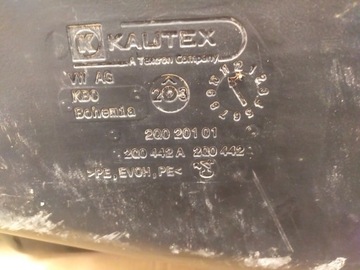 K KAUTEX
A Textron Company
VW AG
KBO
Bohemia
203
2Q0 201 01
2Q0 442 A 2Q0 442
>PE, EVOH, PE<